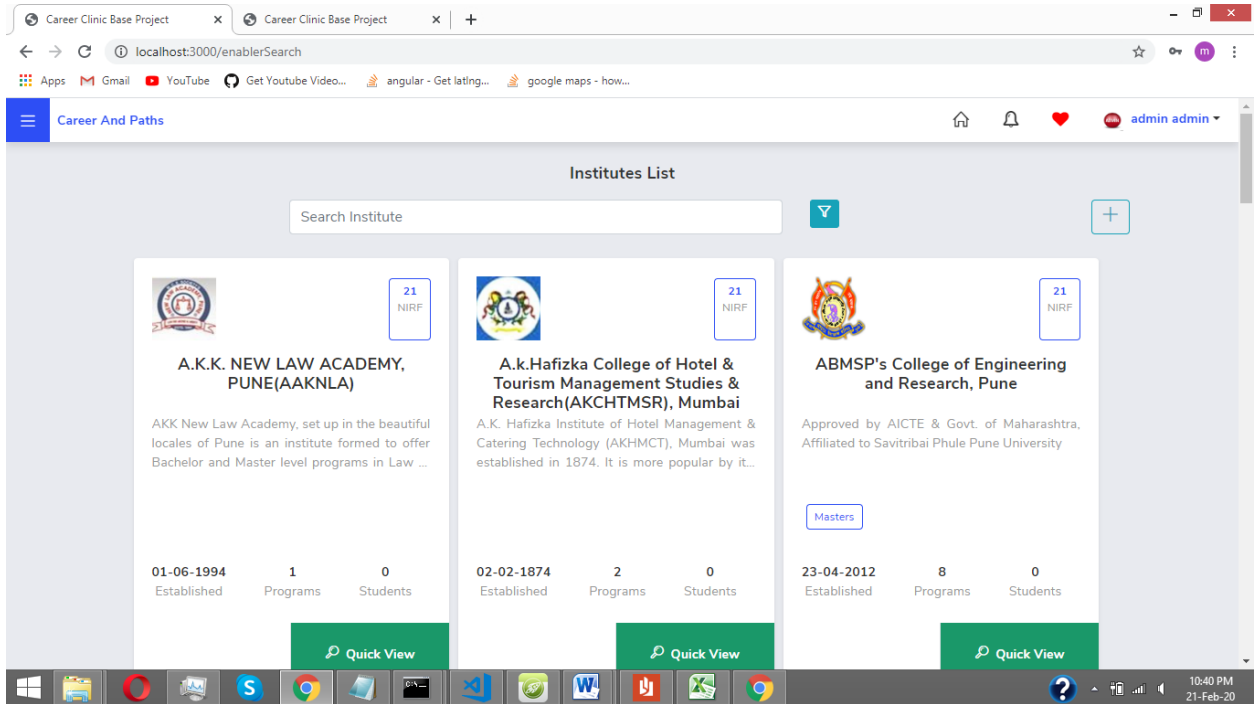 Career Clinic Base Project
Career Clinic Base Project
localhost:3000/enablerSearch
m
Apps
Gmail
YouTube
Get Youtube Video...
angular - Get latlng...
google maps - how...
Career And Paths
admin admin
Institutes List
Search Institute
21
NIRF
A.K.K. NEW LAW ACADEMY,
PUNE(AAKNLA)
AKK New Law Academy, set up in the beautiful
locales of Pune is an institute formed to offer
Bachelor and Master level programs in Law ...
01-06-1994 1 0
Established Programs Students
Quick View
21
NIRF
A.k.Hafizka College of Hotel &
Tourism Management Studies &
Research(AKCHTMSR), Mumbai
A.K. Hafizka Institute of Hotel Management &
Catering Technology (AKHMCT), Mumbai was
established in 1874. It is more popular by it...
02-02-1874 2 0
Established Programs Students
Quick View
21
NIRF
ABMSP's College of Engineering
and Research, Pune
Approved by AICTE & Govt. of Maharashtra,
Affiliated to Savitribai Phule Pune University
Masters
23-04-2012 8 0
Established Programs Students
Quick View
10:40 PM
21-Feb-20